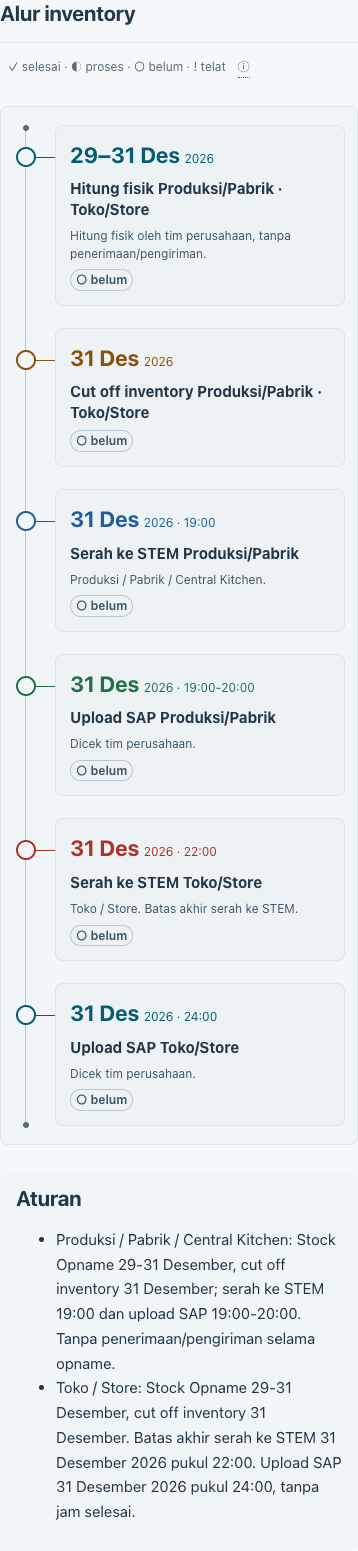 Alur inventory
✓ selesai · ◐ proses · ○ belum · ! telat ⓘ
29–31 Des 2026
Hitung fisik Produksi/Pabrik ·
Toko/Store
Hitung fisik oleh tim perusahaan, tanpa
penerimaan/pengiriman.
○ belum
31 Des 2026
Cut off inventory Produksi/Pabrik ·
Toko/Store
○ belum
31 Des 2026 · 19:00
Serah ke STEM Produksi/Pabrik
Produksi / Pabrik / Central Kitchen.
○ belum
31 Des 2026 · 19:00-20:00
Upload SAP Produksi/Pabrik
Dicek tim perusahaan.
○ belum
31 Des 2026 · 22:00
Serah ke STEM Toko/Store
Toko / Store. Batas akhir serah ke STEM.
○ belum
31 Des 2026 · 24:00
Upload SAP Toko/Store
Dicek tim perusahaan.
○ belum
Aturan
• Produksi / Pabrik / Central Kitchen: Stock
Opname 29-31 Desember, cut off
inventory 31 Desember; serah ke STEM
19:00 dan upload SAP 19:00-20:00.
Tanpa penerimaan/pengiriman selama
opname.
• Toko / Store: Stock Opname 29-31
Desember, cut off inventory 31
Desember. Batas akhir serah ke STEM 31
Desember 2026 pukul 22:00. Upload SAP
31 Desember 2026 pukul 24:00, tanpa
jam selesai.